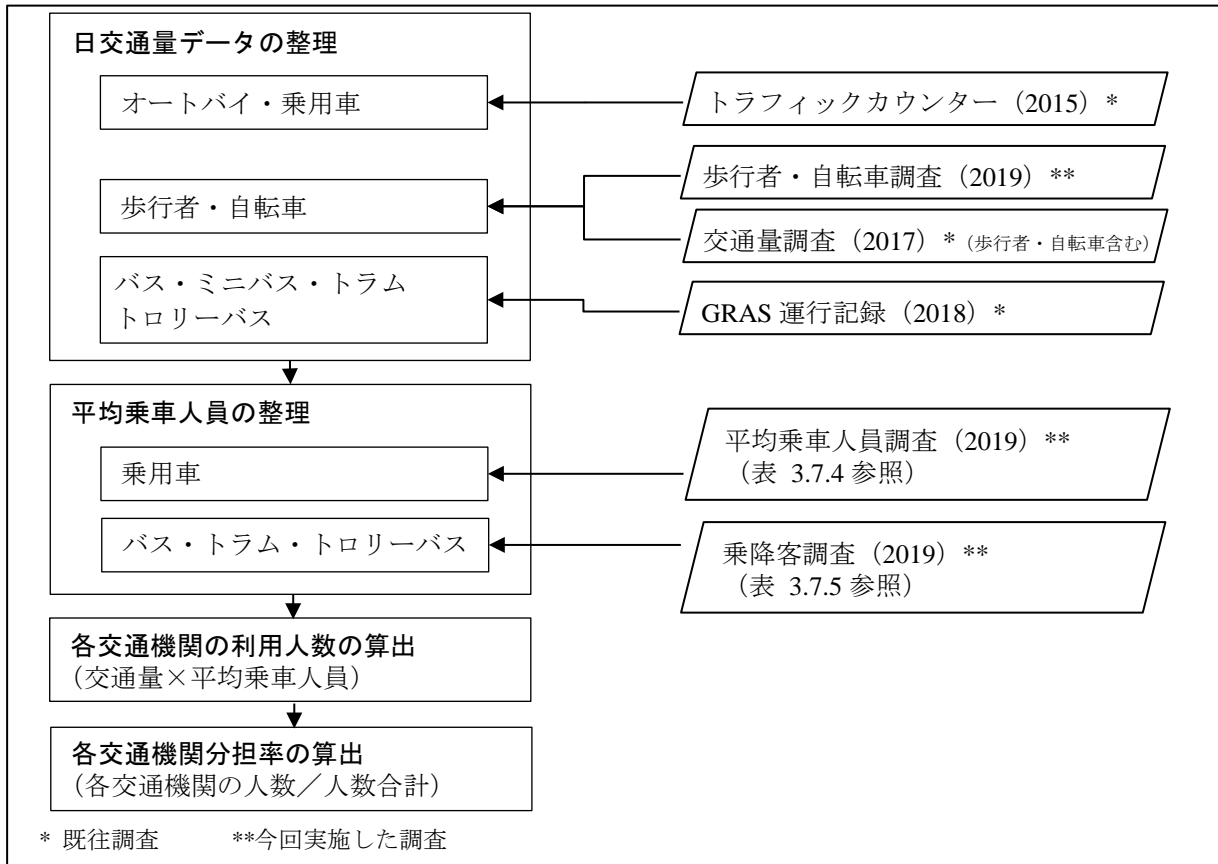 日交通量データの整理
オートバイ・乗用車
トラフィックカウンター（2015）*
歩行者・自転車
歩行者・自転車調査（2019）**
交通量調査（2017）*（歩行者・自転車含む）
バス・ミニバス・トラム
トロリーバス
GRAS 運行記録（2018）*
平均乗車人員の整理
乗用車
平均乗車人員調査（2019）**
（表 3.7.4 参照）
バス・トラム・トロリーバス
乗降客調査（2019）**
（表 3.7.5 参照）
各交通機関の利用人数の算出
（交通量×平均乗車人員）
各交通機関分担率の算出
（各交通機関の人数／人数合計）
* 既往調査 **今回実施した調査